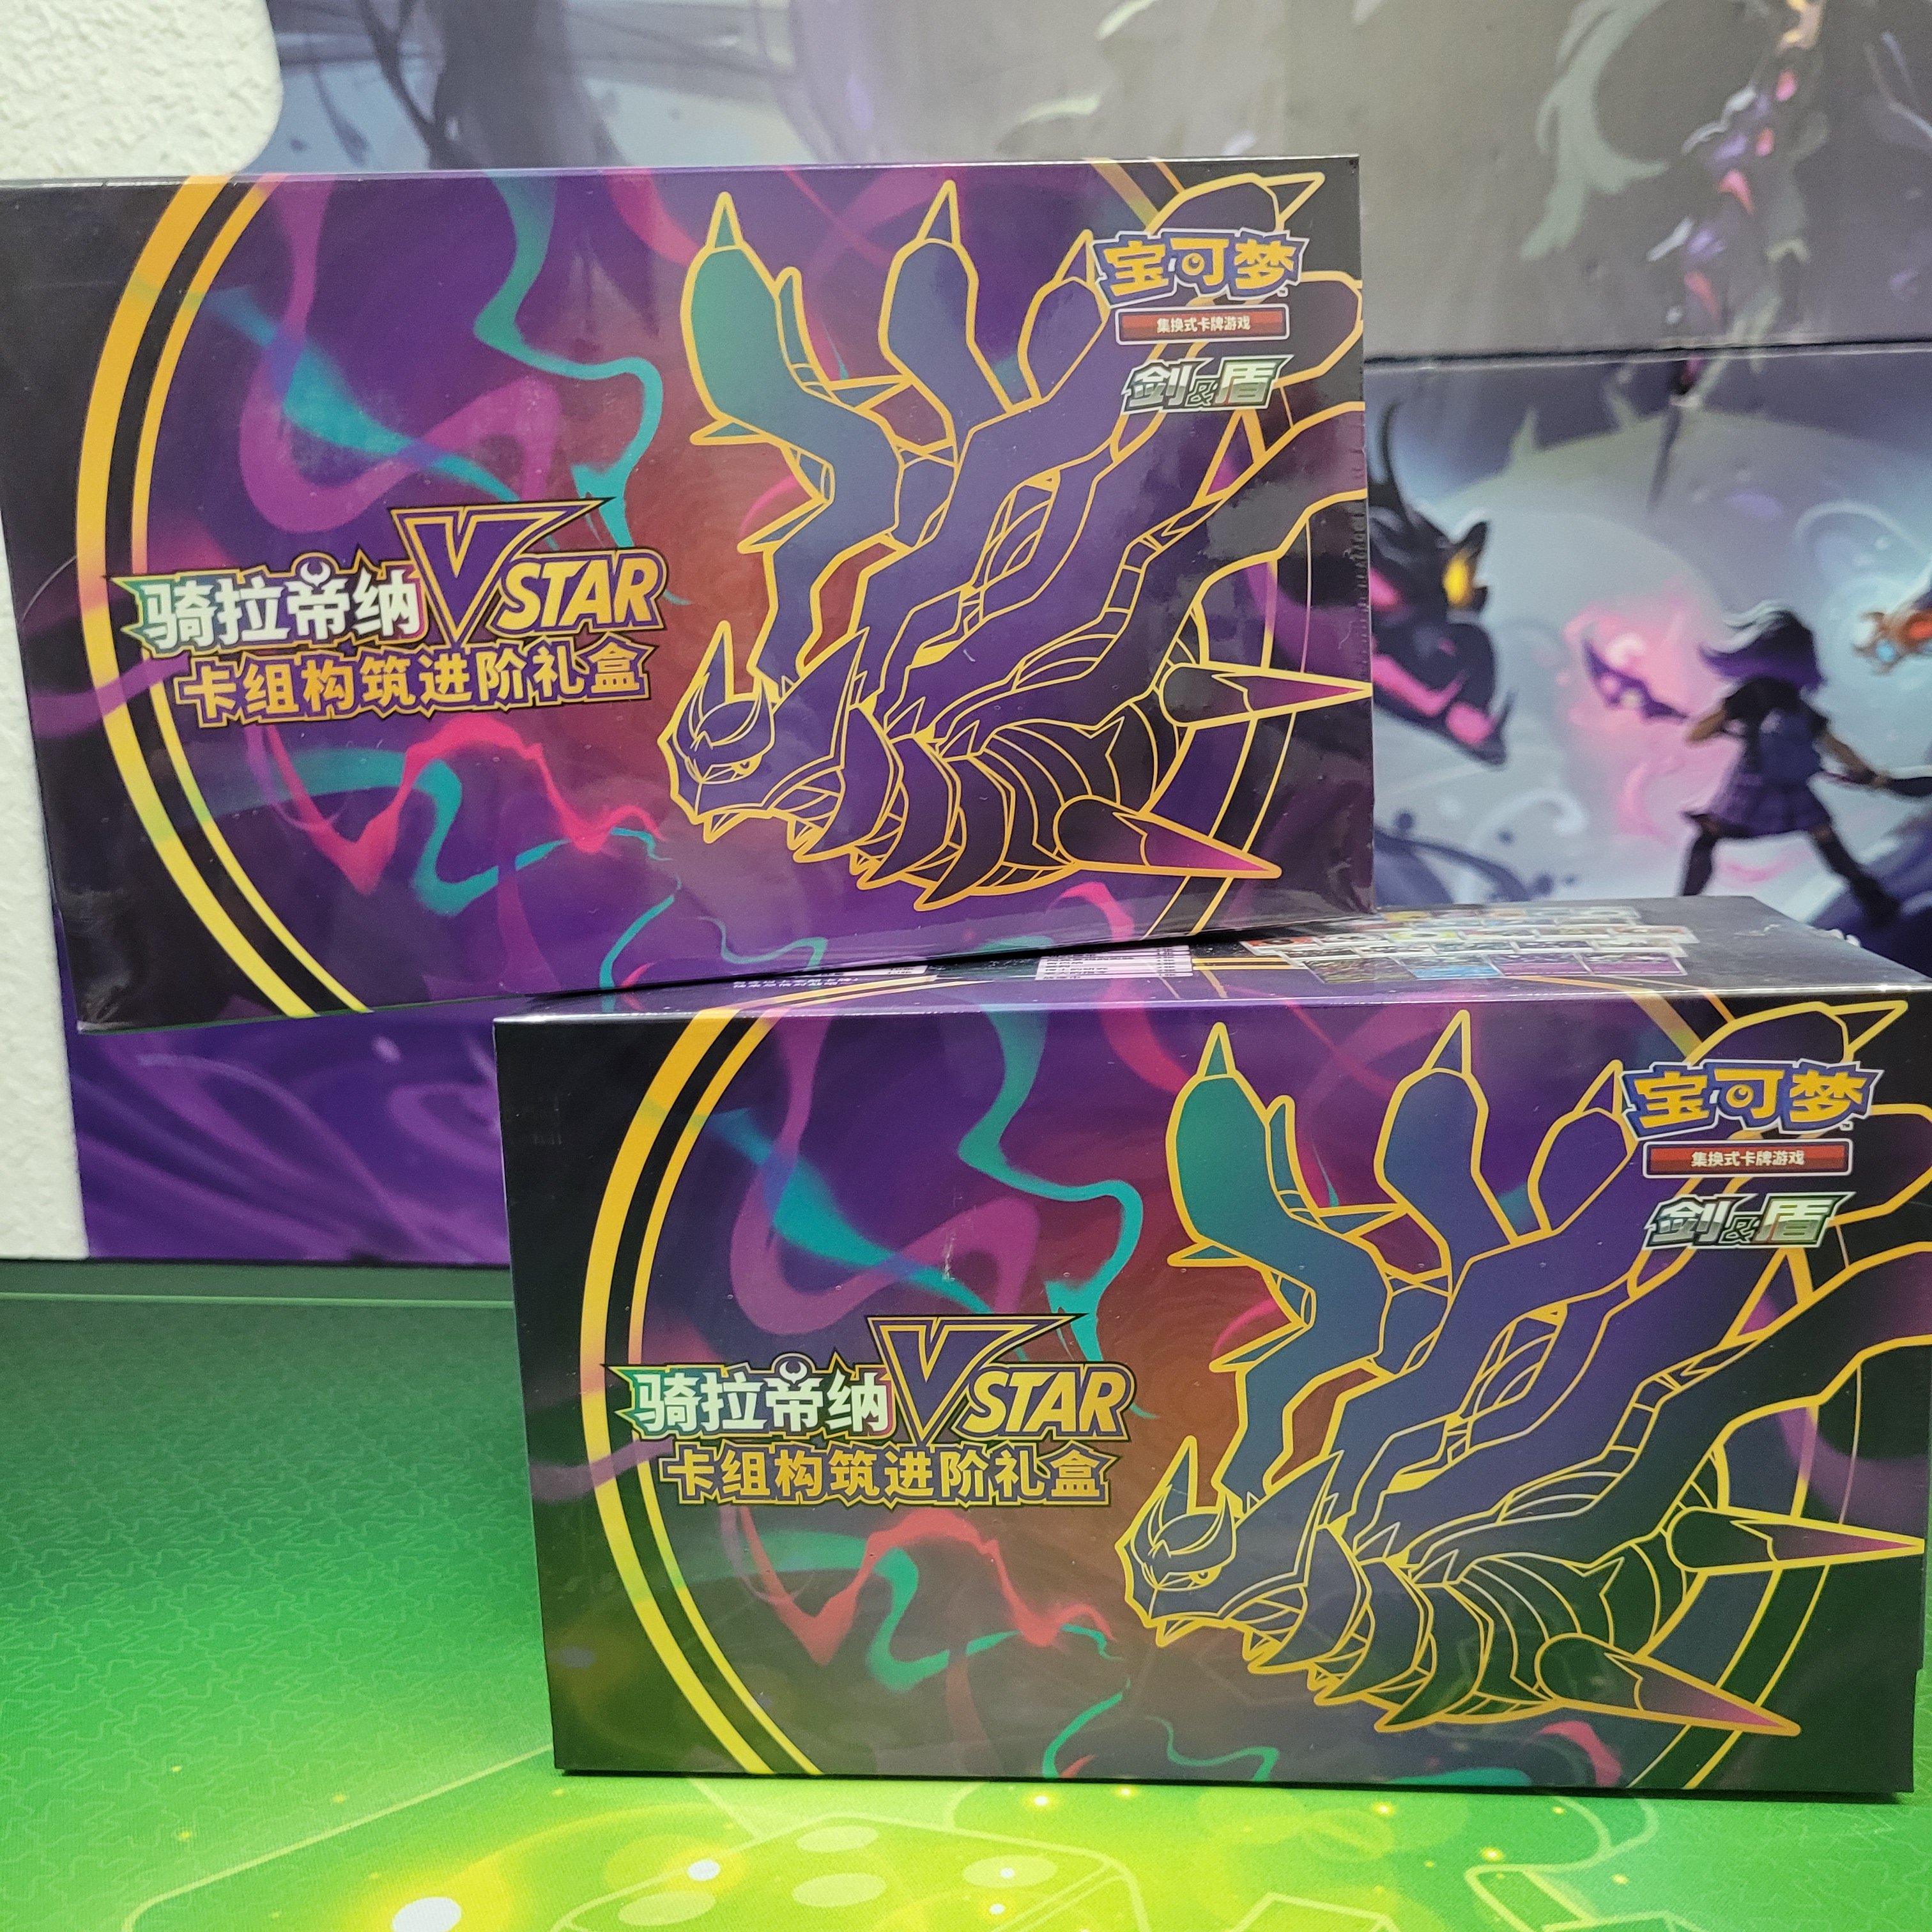 宝可梦
集换式卡牌游戏
剑&盾
骑拉帝纳VSTAR
卡组构筑进阶礼盒
宝可梦
集换式卡牌游戏
剑&盾
骑拉帝纳VSTAR
卡组构筑进阶礼盒